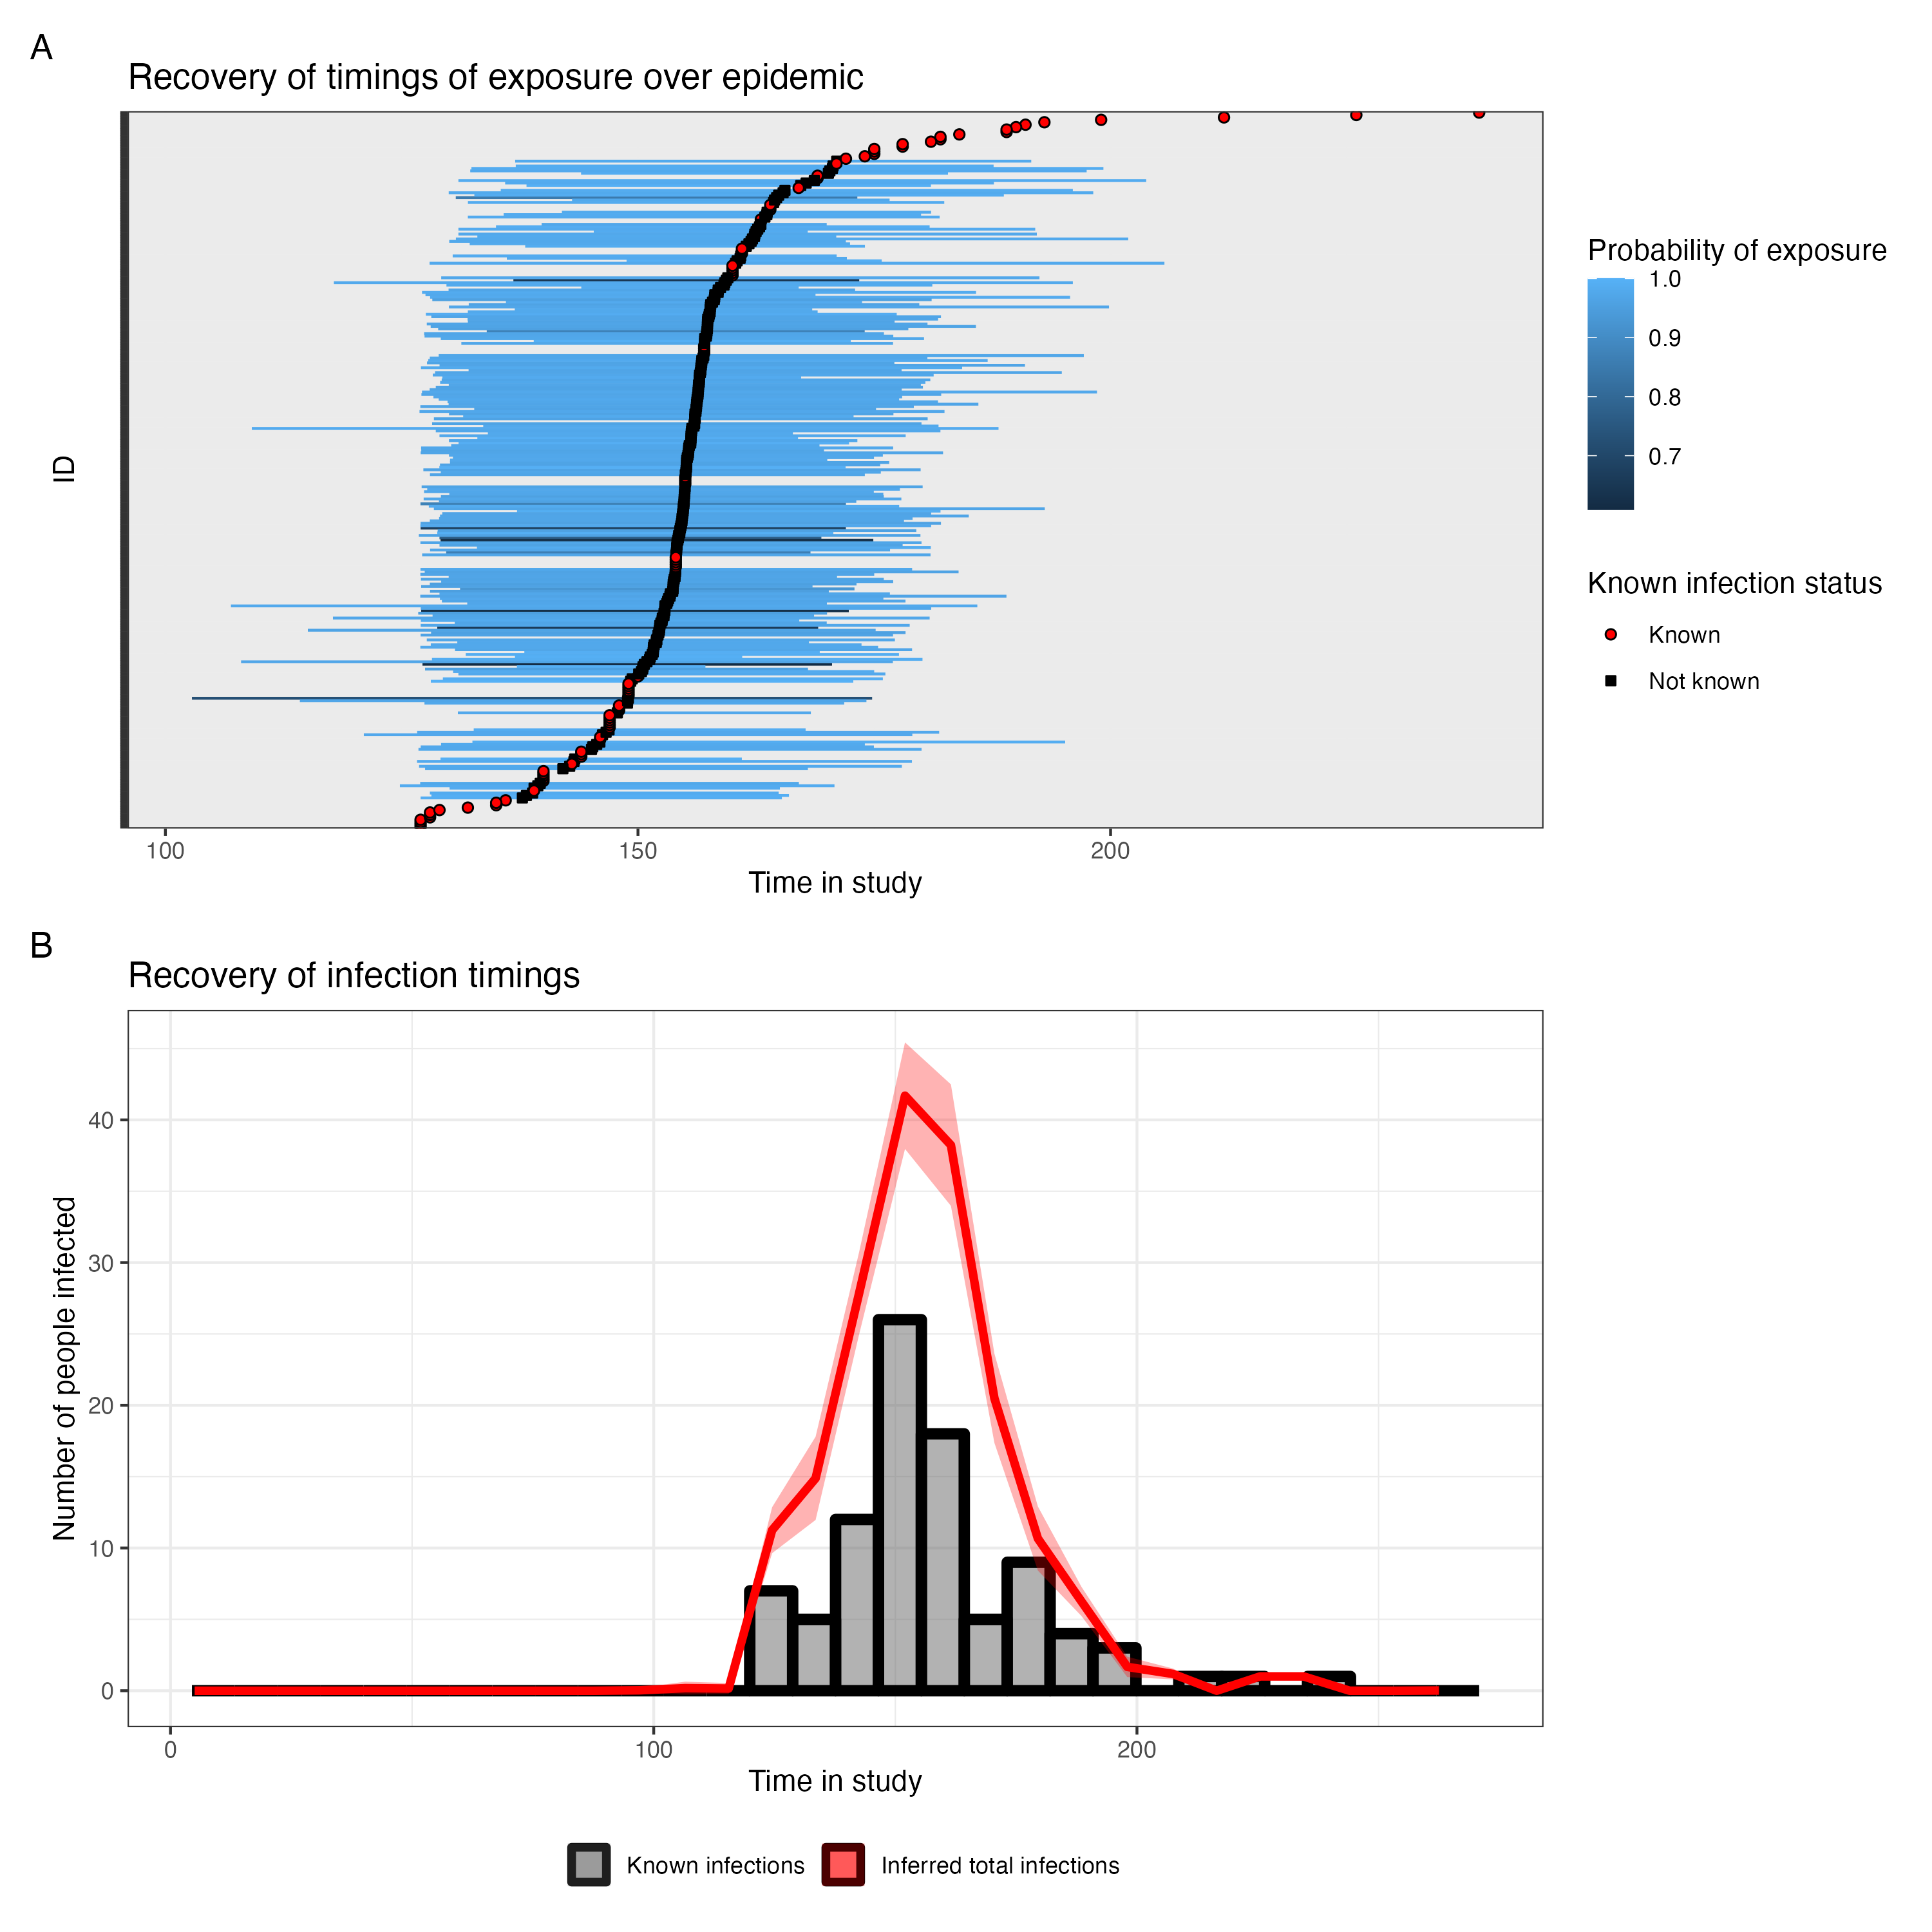 A
Recovery of timings of exposure over epidemic
ID
100 150 200
Time in study
Probability of exposure
1.0
0.9
0.8
0.7
Known infection status
Known
Not known
B
Recovery of infection timings
Number of people infected
40
30
20
10
0
0 100 200
Time in study
Known infections Inferred total infections